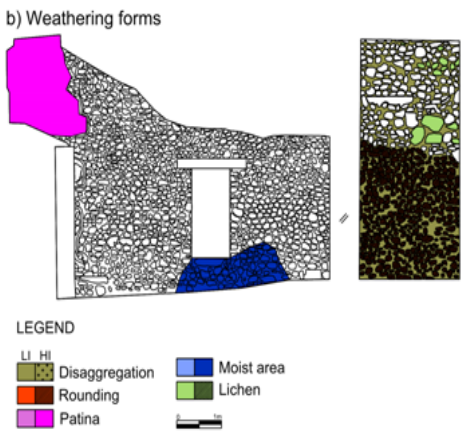 b) Weathering forms
LEGEND
LI HI
Disaggregation
Rounding
Patina
Moist area
Lichen
0 1m